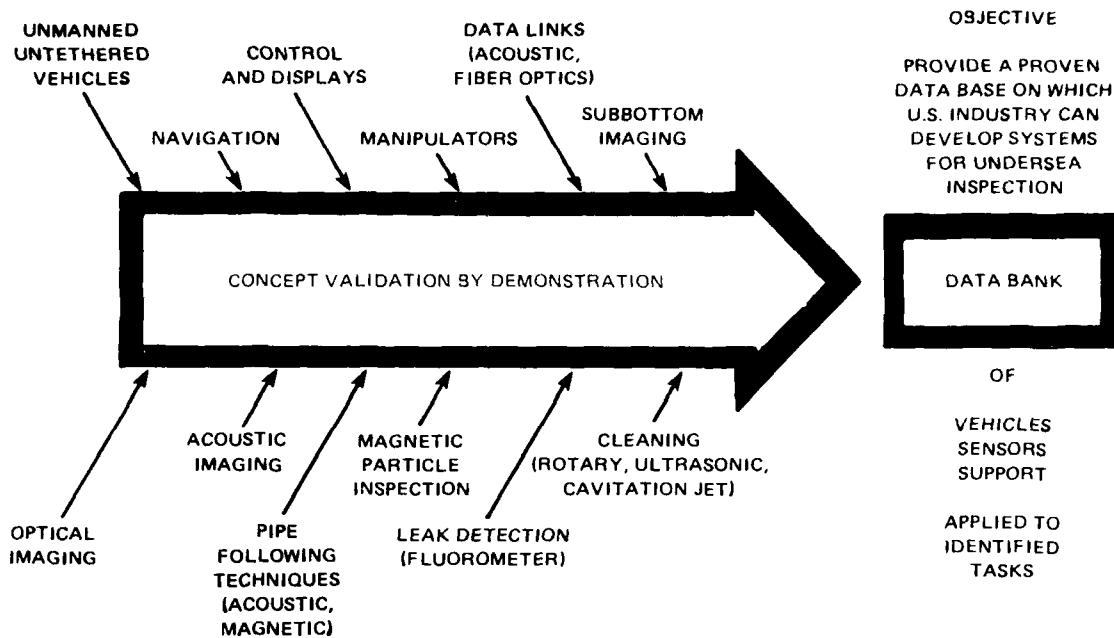 UNMANNED
UNTETHERED
VEHICLES
NAVIGATION
CONTROL
AND DISPLAYS
MANIPULATORS
DATA LINKS
(ACOUSTIC,
FIBER OPTICS)
SUBBOTTOM
IMAGING
CONCEPT VALIDATION BY DEMONSTRATION
OPTICAL
IMAGING
ACOUSTIC
IMAGING
PIPE
FOLLOWING
TECHNIQUES
(ACOUSTIC,
MAGNETIC)
MAGNETIC
PARTICLE
INSPECTION
LEAK DETECTION
(FLUOROMETER)
CLEANING
(ROTARY, ULTRASONIC,
CAVITATION JET)
OBJECTIVE
PROVIDE A PROVEN
DATA BASE ON WHICH
U.S. INDUSTRY CAN
DEVELOP SYSTEMS
FOR UNDERSEA
INSPECTION
DATA BANK
OF
VEHICLES
SENSORS
SUPPORT
APPLIED TO
IDENTIFIED
TASKS